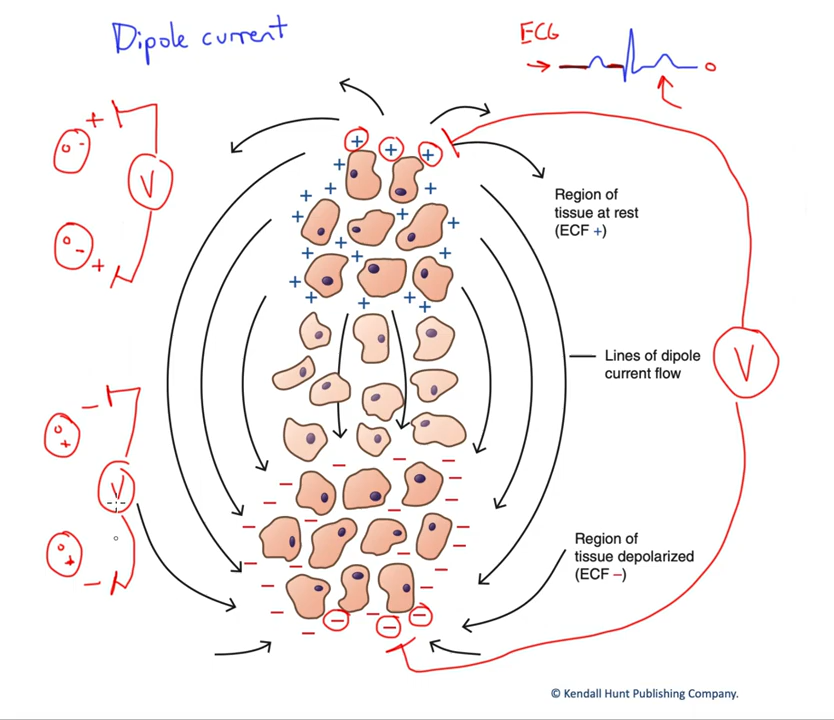 Dipole current
ECG
Region of
tissue at rest
(ECF +)
V
Lines of dipole
current flow
V
V
Region of
tissue depolarized
(ECF –)
© Kendall Hunt Publishing Company.